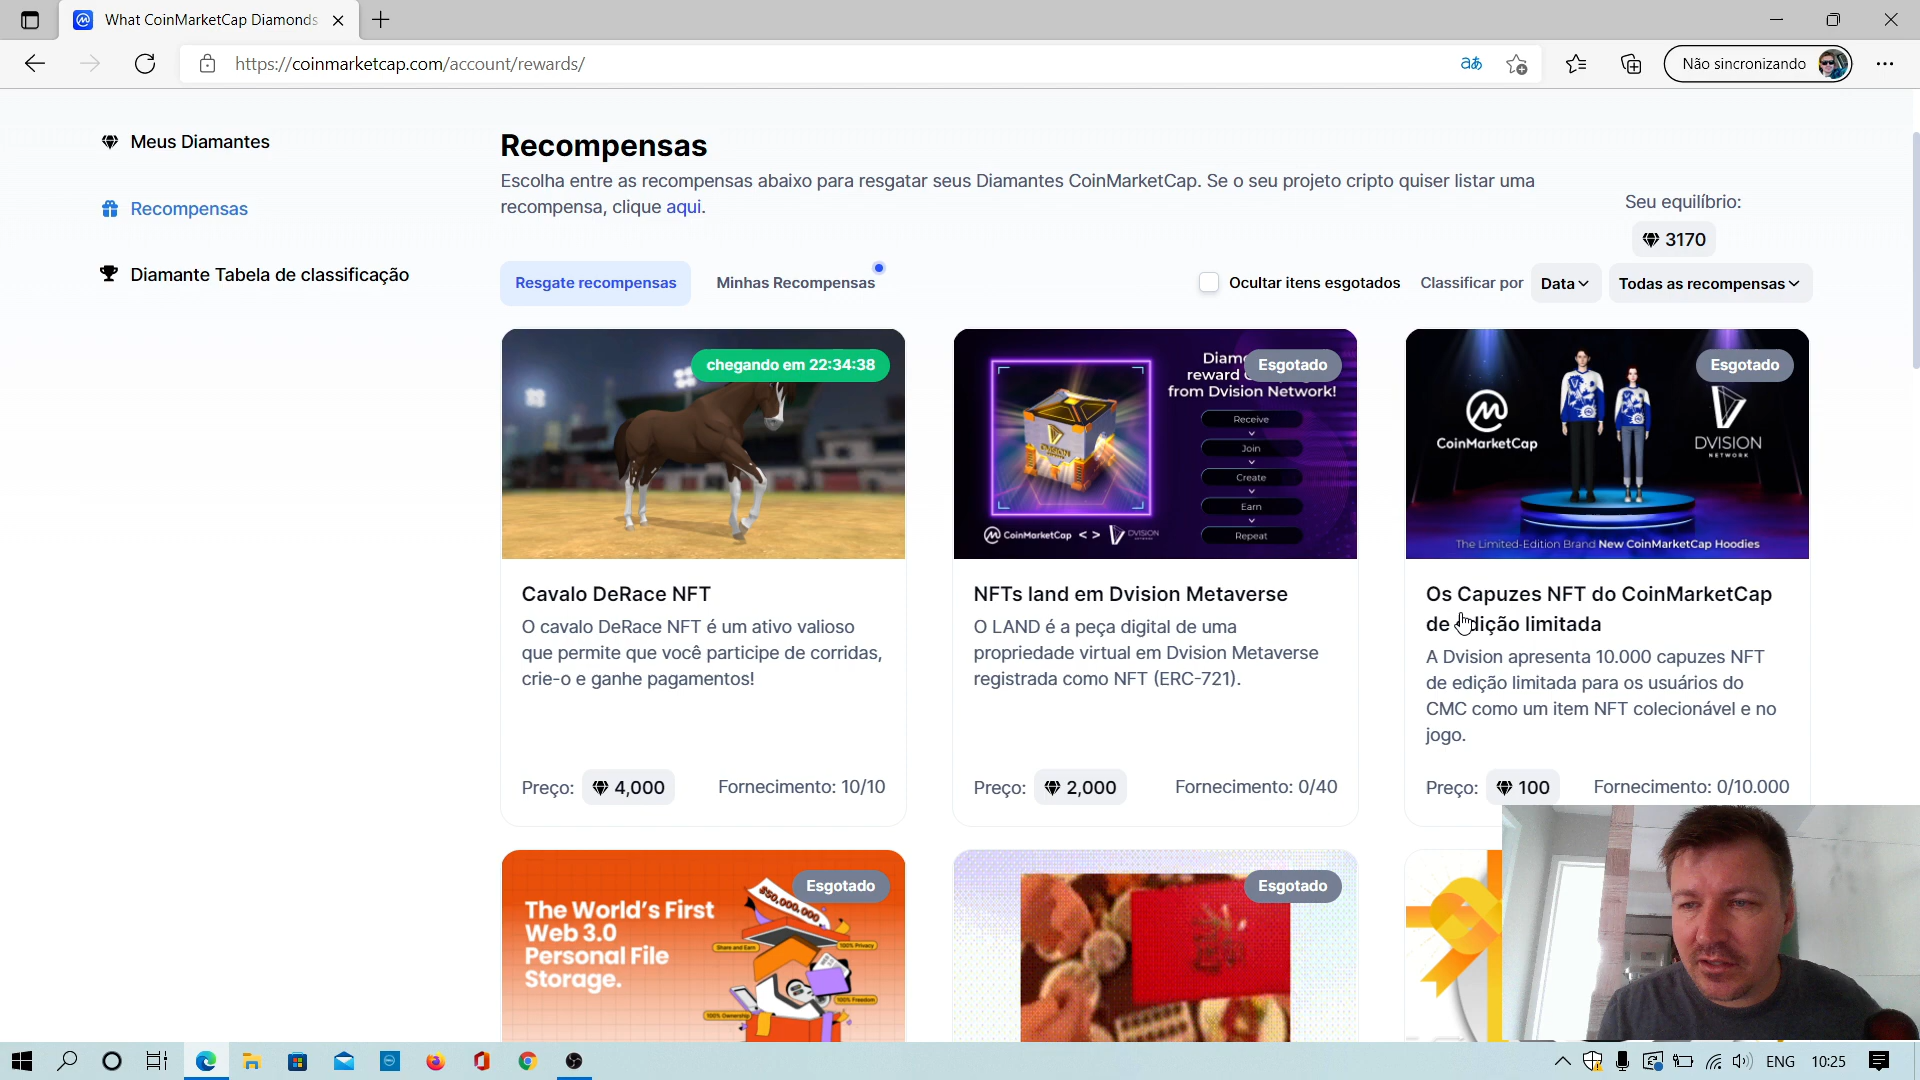 What CoinMarketCap Diamonds
https://coinmarketcap.com/account/rewards/
Não sincronizando
Meus Diamantes
Recompensas
Diamante Tabela de classificação
Recompensas
Escolha entre as recompensas abaixo para resgatar seus Diamantes CoinMarketCap. Se o seu projeto cripto quiser listar uma
recompensa, clique aqui.
Seu equilíbrio:
3170
Resgate recompensas
Minhas Recompensas
Ocultar itens esgotados
Classificar por
Data
Todas as recompensas
chegando em 22:34:38
Cavalo DeRace NFT
O cavalo DeRace NFT é um ativo valioso
que permite que você participe de corridas,
crie-o e ganhe pagamentos!
Preço: 4,000
Fornecimento: 10/10
Esgotado
reward
from Dvision Network!
Receive
Join
Create
Earn
Repeat
CoinMarketCap < > DVISION
NFTs land em Dvision Metaverse
O LAND é a peça digital de uma
propriedade virtual em Dvision Metaverse
registrada como NFT (ERC-721).
Preço: 2,000
Fornecimento: 0/40
Esgotado
CoinMarketCap
DVISION
NETWORK
The Limited-Edition Brand New CoinMarketCap Hoodies
Os Capuzes NFT do CoinMarketCap
de edição limitada
A Dvision apresenta 10.000 capuzes NFT
de edição limitada para os usuários do
CMC como um item NFT colecionável e no
jogo.
Preço: 100
Fornecimento: 0/10.000
Esgotado
The World's First
Web 3.0
Personal File
Storage.
$50,000,000
Share and Earn
100% Privacy
100% Freedom
100% Ownership
Esgotado
ENG
10:25